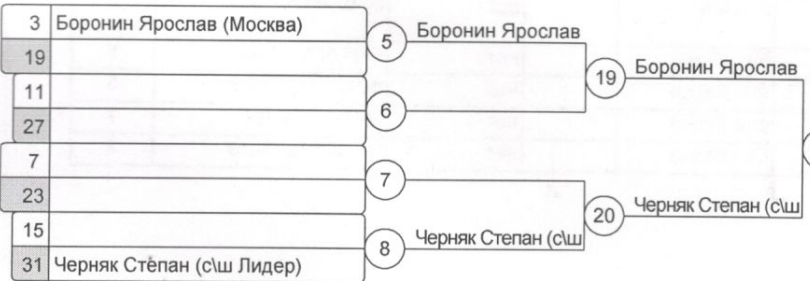 3 Боронин Ярослав (Москва)
19
11
27
7
23
15
31 Черняк Степан (с\ш Лидер)
5
6
7
8
Боронин Ярослав
Черняк Степан (с\ш
19
20
Боронин Ярослав
Черняк Степан (с\ш